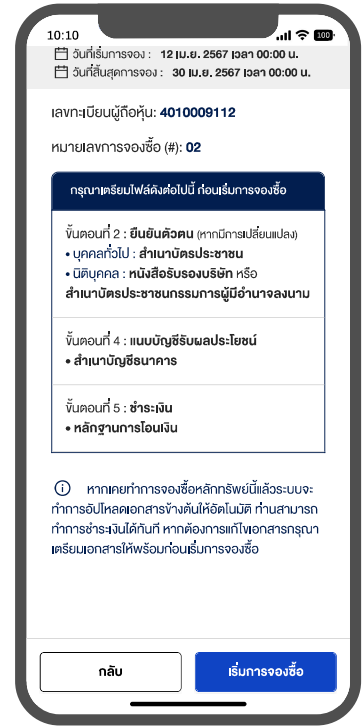 10:10
100
วันที่เริ่มการจอง : 12 เม.ย. 2567 เวลา 00:00 น.
วันที่สิ้นสุดการจอง : 30 เม.ย. 2567 เวลา 00:00 น.
เลขทะเบียนผู้ถือหุ้น: 4010009112
หมายเลขการจองซื้อ (#): 02
กรุณาเตรียมไฟล์ดังต่อไปนี้ ก่อนเริ่มการจองซื้อ
ขั้นตอนที่ 2 : ยืนยันตัวตน (หากมีการเปลี่ยนแปลง)
• บุคคลทั่วไป : สำเนาบัตรประชาชน
• นิติบุคคล : หนังสือรับรองบริษัท หรือ
สำเนาบัตรประชาชนกรรมการผู้มีอำนาจลงนาม
ขั้นตอนที่ 4 : แนบบัญชีรับผลประโยชน์
• สำเนาบัญชีธนาคาร
ขั้นตอนที่ 5 : ชำระเงิน
• หลักฐานการโอนเงิน
หากเคยทำการจองซื้อหลักทรัพย์นี้แล้วระบบจะ
ทำการอัปโหลดเอกสารข้างต้นให้อัตโนมัติ ท่านสามารถ
ทำการชำระเงินได้ทันที หากต้องการแก้ไขเอกสารกรุณา
เตรียมเอกสารให้พร้อมก่อนเริ่มการจองซื้อ
กลับ
เริ่มการจองซื้อ